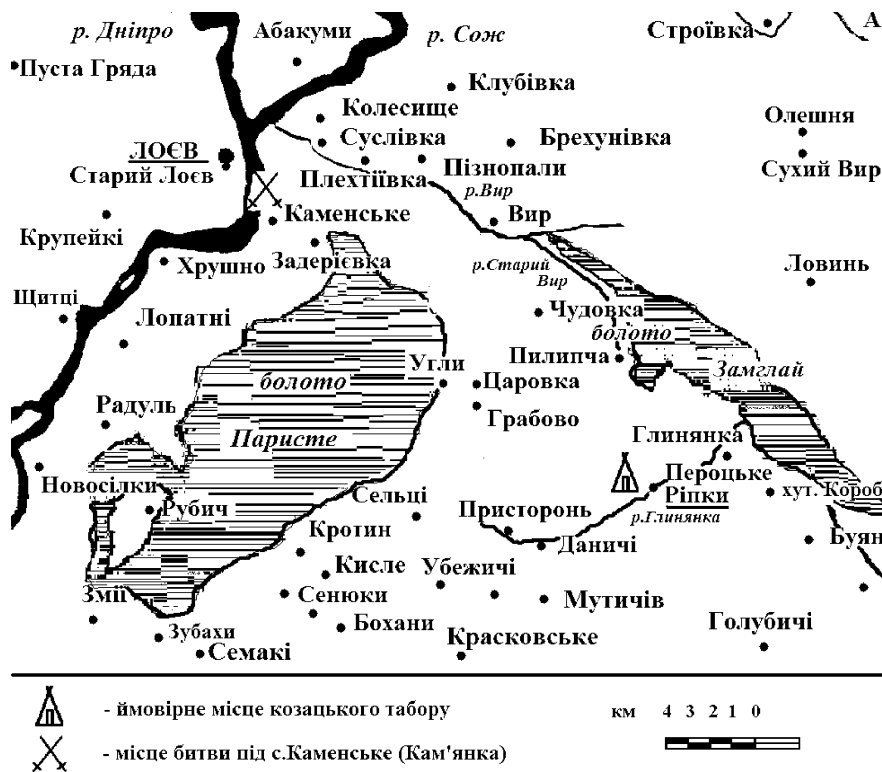 р. Дніпро
Абакуми
р. Сож
Строївка
А
Пуста Гряда
Клубівка
Колесище
Суслівка
Брехунівка
Олешня
ЛОЄВ
Старий Лоєв
Плехтіївка
Пізнопали
Сухий Вир
р.Вир
Каменське
Вир
Крупейкі
Хрушно
Задерієвка
р.Старий
Вир
Ловинь
Щитці
Лопатні
Чудовка
болото
Пилипча
Замглай
Угли
болото
Царовка
Грабово
Радуль
Паристе
Глинянка
Новосілки
Рубич
Сельці
Пероцьке
Ріпки
хут. Короб
Присторонь
р.Глинянка
Кротин
Даничі
Буян
Кисле
Убежичі
Змії
Сенюки
Мутичів
Зубахи
Бохани
Голубичі
Семакі
Красковське
- ймовірне місце козацького табору
км 4 3 2 1 0
- місце битви під с.Каменське (Кам'янка)